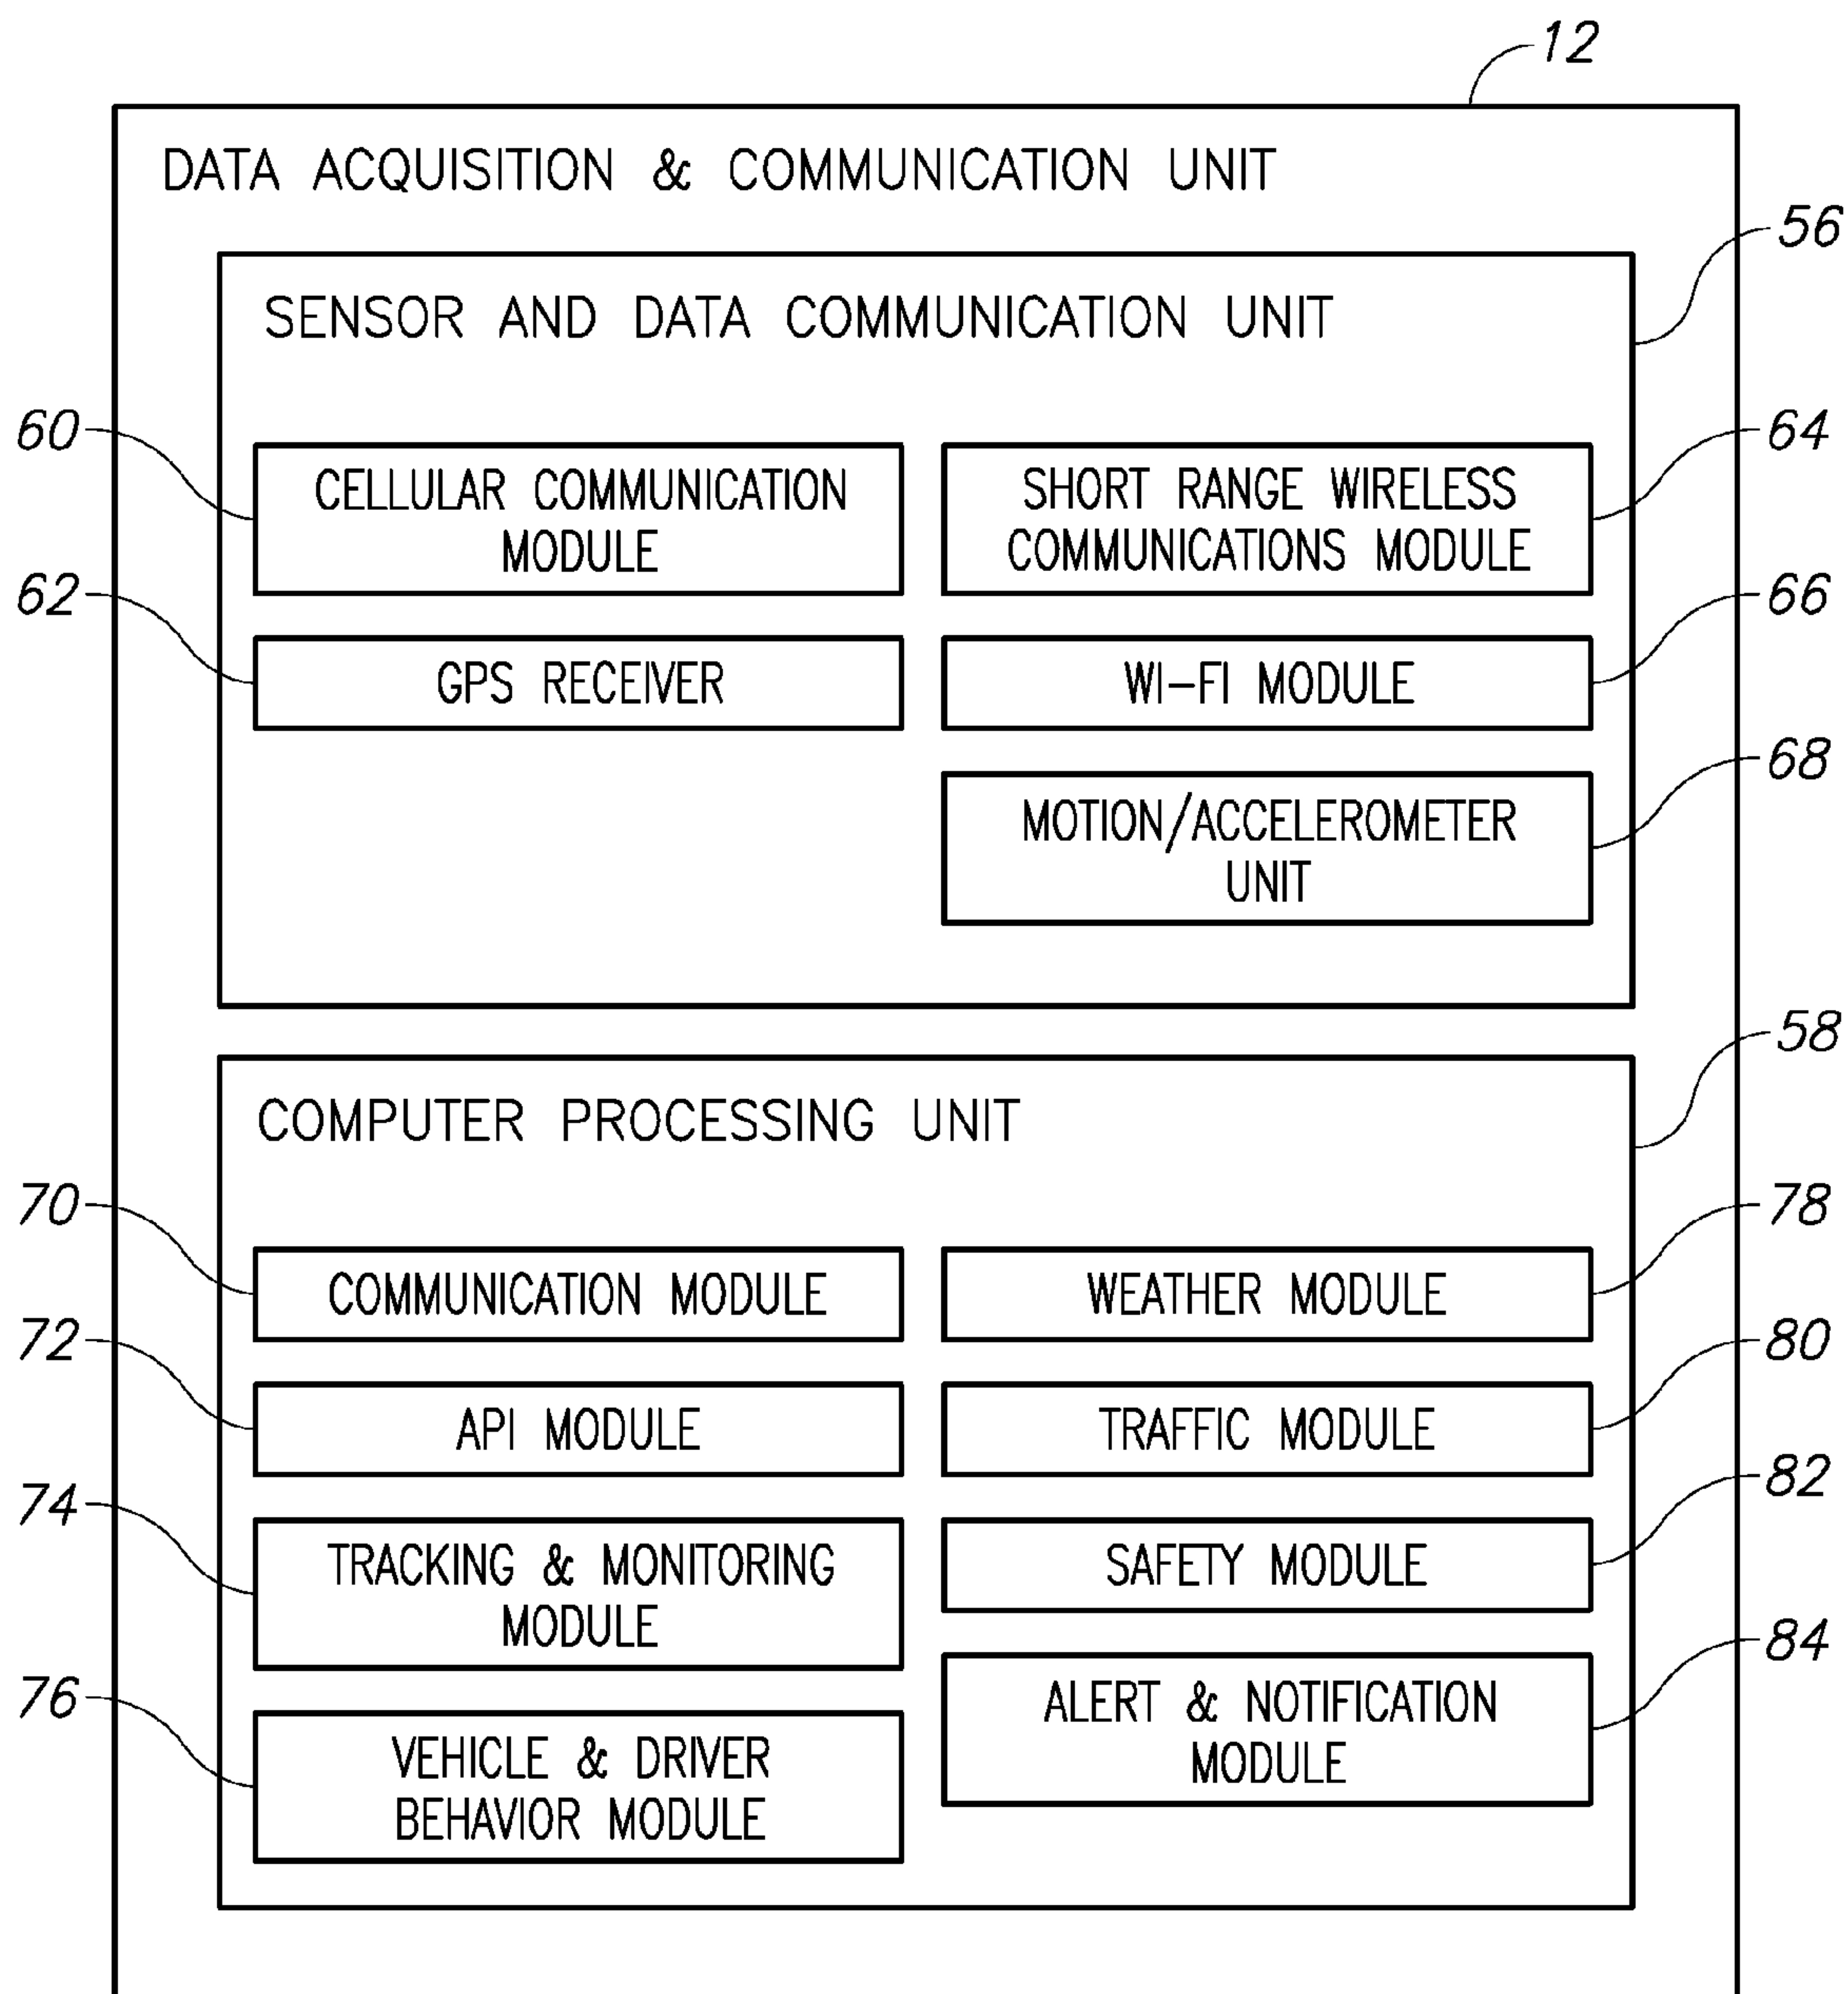 12
DATA ACQUISITION & COMMUNICATION UNIT
56
SENSOR AND DATA COMMUNICATION UNIT
60
CELLULAR COMMUNICATION
MODULE
64
SHORT RANGE WIRELESS
COMMUNICATIONS MODULE
62
GPS RECEIVER
66
WI-FI MODULE
68
MOTION/ACCELEROMETER
UNIT
58
COMPUTER PROCESSING UNIT
70
COMMUNICATION MODULE
78
WEATHER MODULE
72
API MODULE
80
TRAFFIC MODULE
74
TRACKING & MONITORING
MODULE
82
SAFETY MODULE
76
VEHICLE & DRIVER
BEHAVIOR MODULE
84
ALERT & NOTIFICATION
MODULE